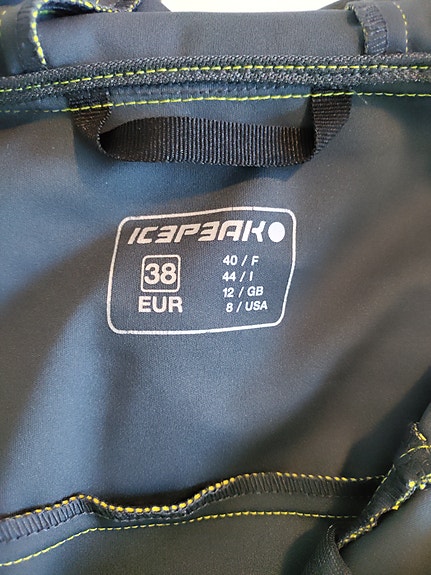 ICEPEAK
38
EUR
40 / F
44 / I
12 / GB
8 / USA